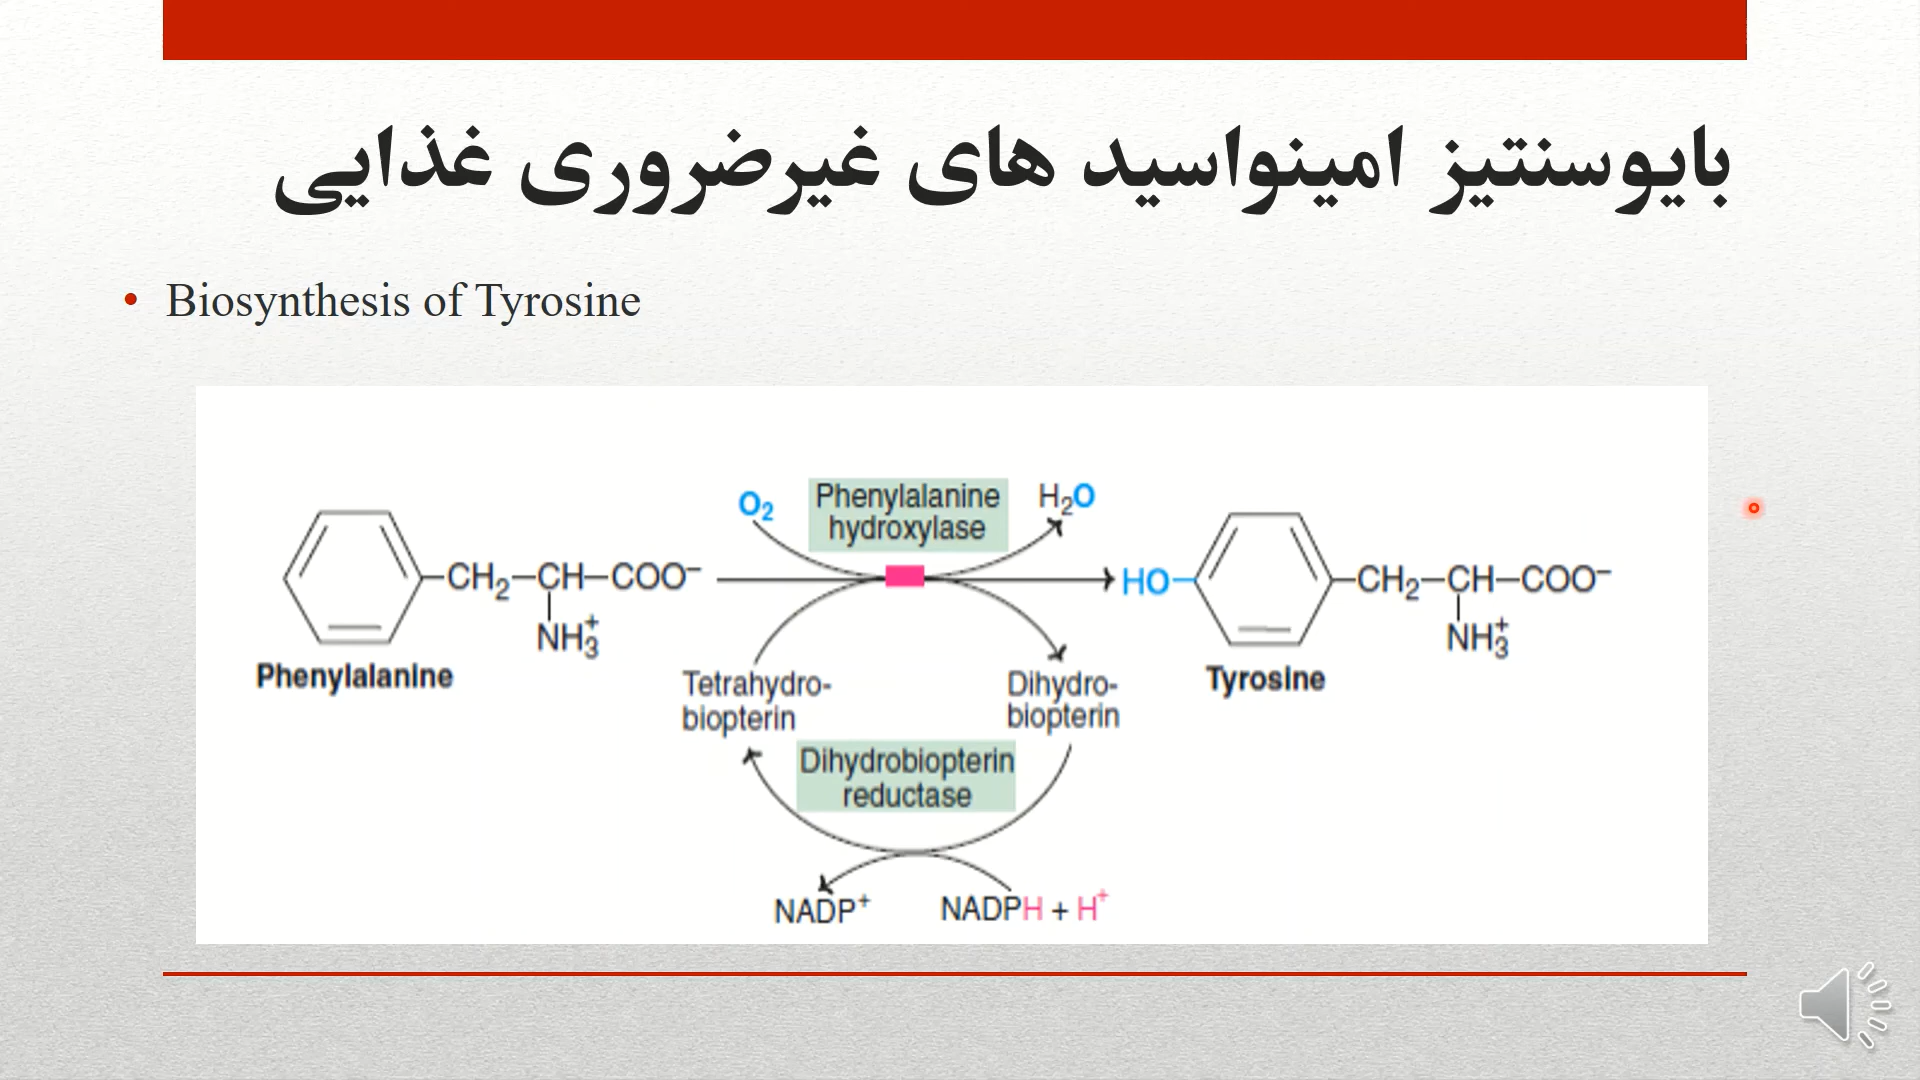 بایوسنتیز امینواسید های غیرضروری غذایی
• Biosynthesis of Tyrosine
O₂
Phenylalanine
hydroxylase
H₂O
CH₂–CH–COO⁻
NH₃⁺
Phenylalanine
HO
CH₂–CH–COO⁻
NH₃⁺
Tyrosine
Tetrahydro-
biopterin
Dihydro-
biopterin
Dihydrobiopterin
reductase
NADP⁺
NADPH + H⁺